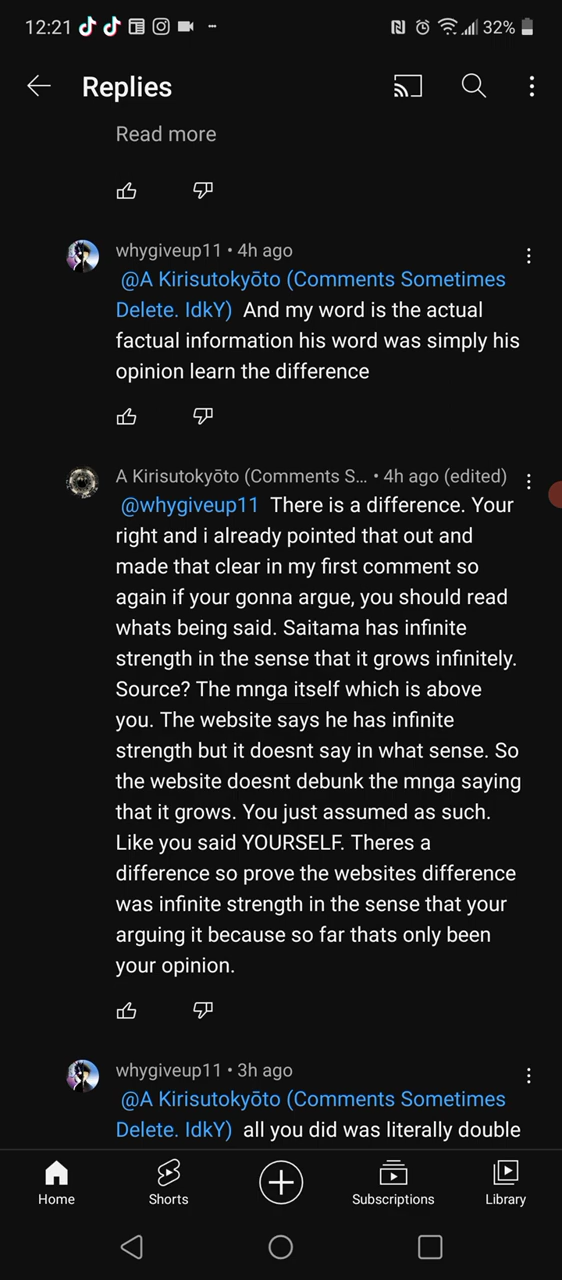 12:21
32%
Replies
Read more
whygiveup11 • 4h ago
@A Kirisutokyōto (Comments Sometimes
Delete. IdkY) And my word is the actual
factual information his word was simply his
opinion learn the difference
A Kirisutokyōto (Comments S... • 4h ago (edited)
@whygiveup11 There is a difference. Your
right and i already pointed that out and
made that clear in my first comment so
again if your gonna argue, you should read
whats being said. Saitama has infinite
strength in the sense that it grows infinitely.
Source? The mnga itself which is above
you. The website says he has infinite
strength but it doesnt say in what sense. So
the website doesnt debunk the mnga saying
that it grows. You just assumed as such.
Like you said YOURSELF. Theres a
difference so prove the websites difference
was infinite strength in the sense that your
arguing it because so far thats only been
your opinion.
whygiveup11 • 3h ago
@A Kirisutokyōto (Comments Sometimes
Delete. IdkY) all you did was literally double
Home
Shorts
Subscriptions
Library